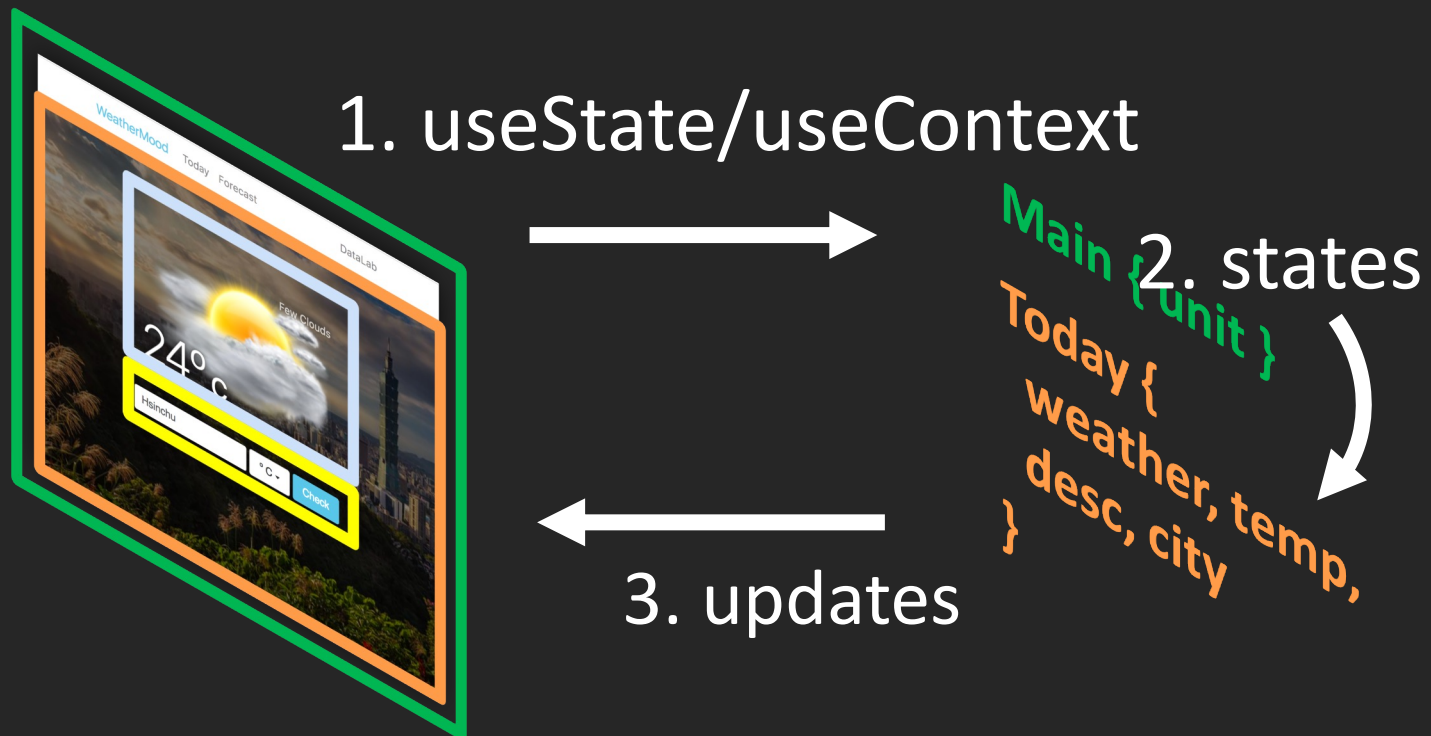 1. useState/useContext
WeatherMood Today Forecast
DataLab
Few Clouds
24° c
Hsinchu
° C
Check
Main { unit }
2. states
Today {
weather, temp,
desc, city
}
3. updates